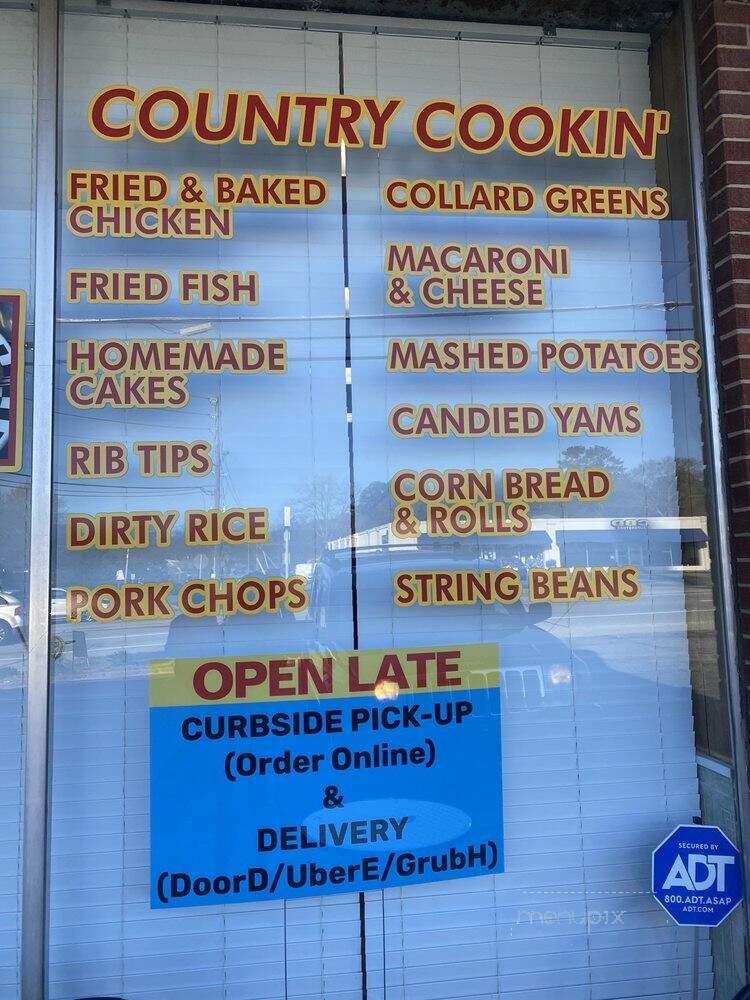 COUNTRY COOKIN'
FRIED & BAKED
CHICKEN
FRIED FISH
HOMEMADE
CAKES
RIB TIPS
DIRTY RICE
PORK CHOPS
COLLARD GREENS
MACARONI
& CHEESE
MASHED POTATOES
CANDIED YAMS
CORN BREAD
& ROLLS
STRING BEANS
OPEN LATE
CURBSIDE PICK-UP
(Order Online)
&
DELIVERY
(DoorD/UberE/GrubH)
SECURED BY
ADT
800.ADT.ASAP
ADT.COM
menupix